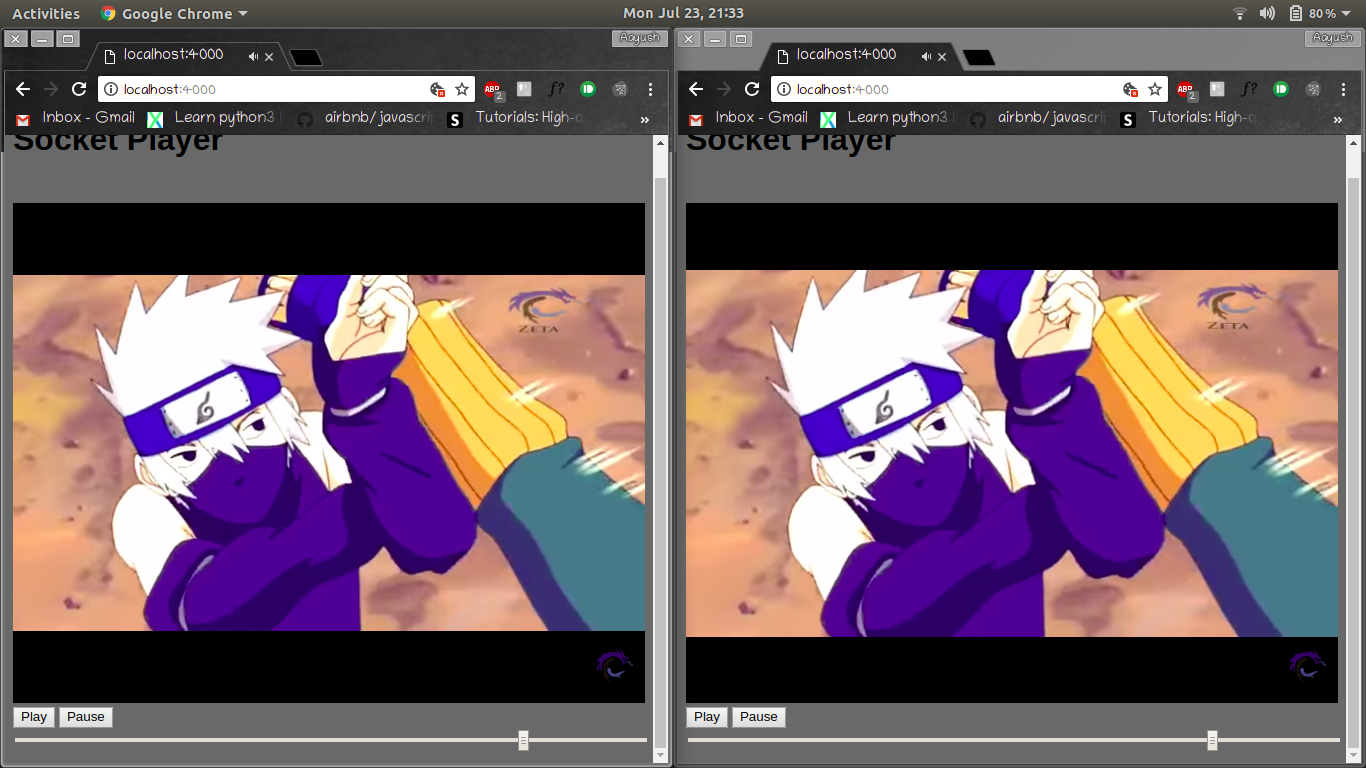 Activities Google Chrome Mon Jul 23, 21:33 80 %
Aayush
localhost:4000
localhost:4000
ABP 2 f?
Inbox - Gmail Learn python3 airbnb/javascrip S Tutorials: High-q »
Socket Player
ZETA
Play Pause
Aayush
localhost:4000
localhost:4000
ABP 2 f?
Inbox - Gmail Learn python3 airbnb/javascrip S Tutorials: High-q »
Socket Player
ZETA
Play Pause